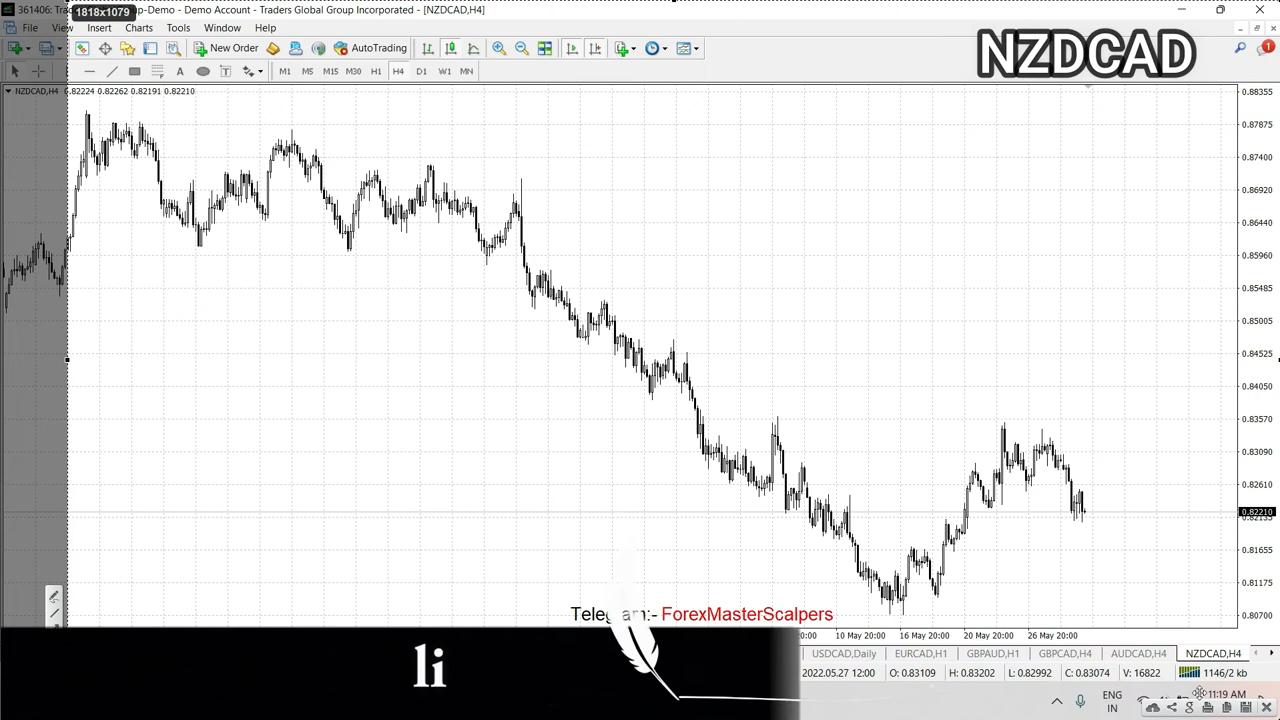 361406: Tra
1818x1079
p-Demo - Demo Account - Traders Global Group Incorporated - [NZDCAD,H4]
File
Insert
Charts
Tools
Window
Help
New Order
AutoTrading
1
M1
M5
M15
M30
H1
H4
D1
W1
MN
NZDCAD
NZDCAD,H4 0.82224 0.82262 0.82191 0.82210
0.88355
0.87875
0.87400
0.86920
0.86440
0.85960
0.85485
0.85005
0.84525
0.84050
0.83570
0.83090
0.82610
0.82210
0.82135
0.81655
0.81175
0.80700
ForexMasterScalpers
10 May 20:00
16 May 20:00
20 May 20:00
26 May 20:00
USDCAD,Daily
EURCAD,H1
GBPAUD,H1
GBPCAD,H4
AUDCAD,H4
NZDCAD,H4
2022.05.27 12:00
O: 0.83109
H: 0.83202
L: 0.82992
C: 0.83074
V: 16822
1146/2 kb
li
ENG
IN
11:19 AM